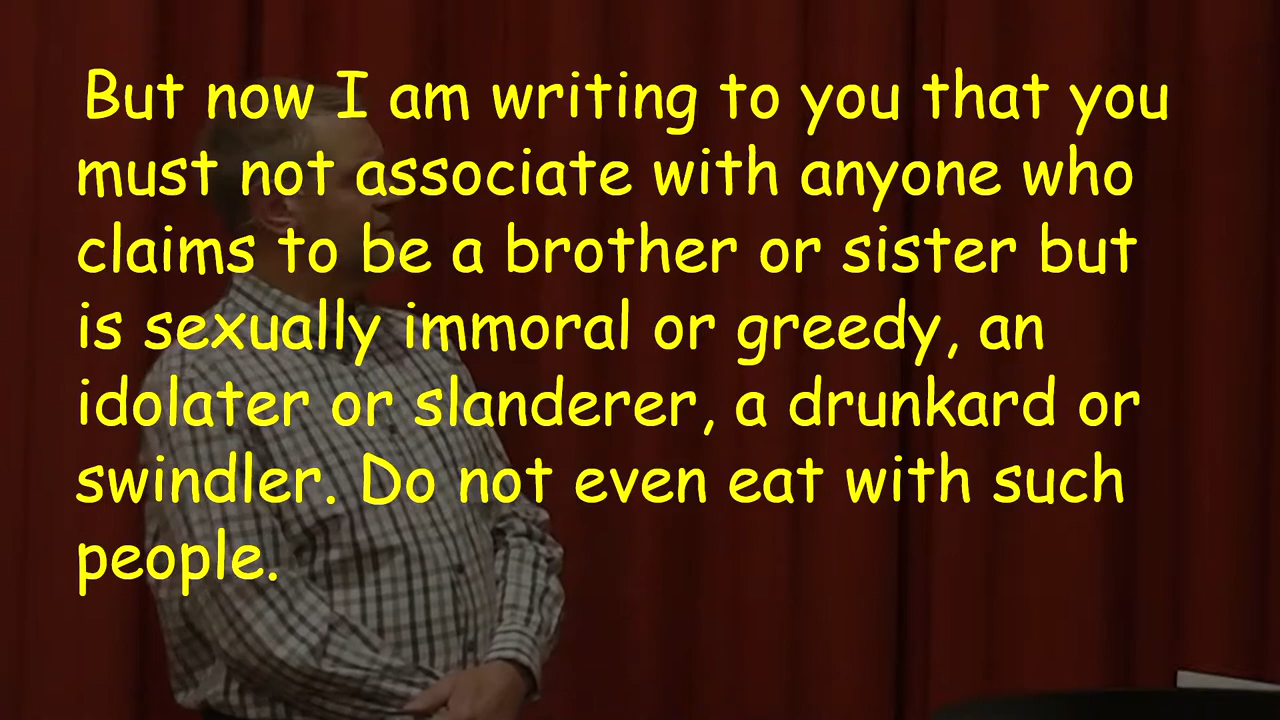 But now I am writing to you that you
must not associate with anyone who
claims to be a brother or sister but
is sexually immoral or greedy, an
idolater or slanderer, a drunkard or
swindler. Do not even eat with such
people.